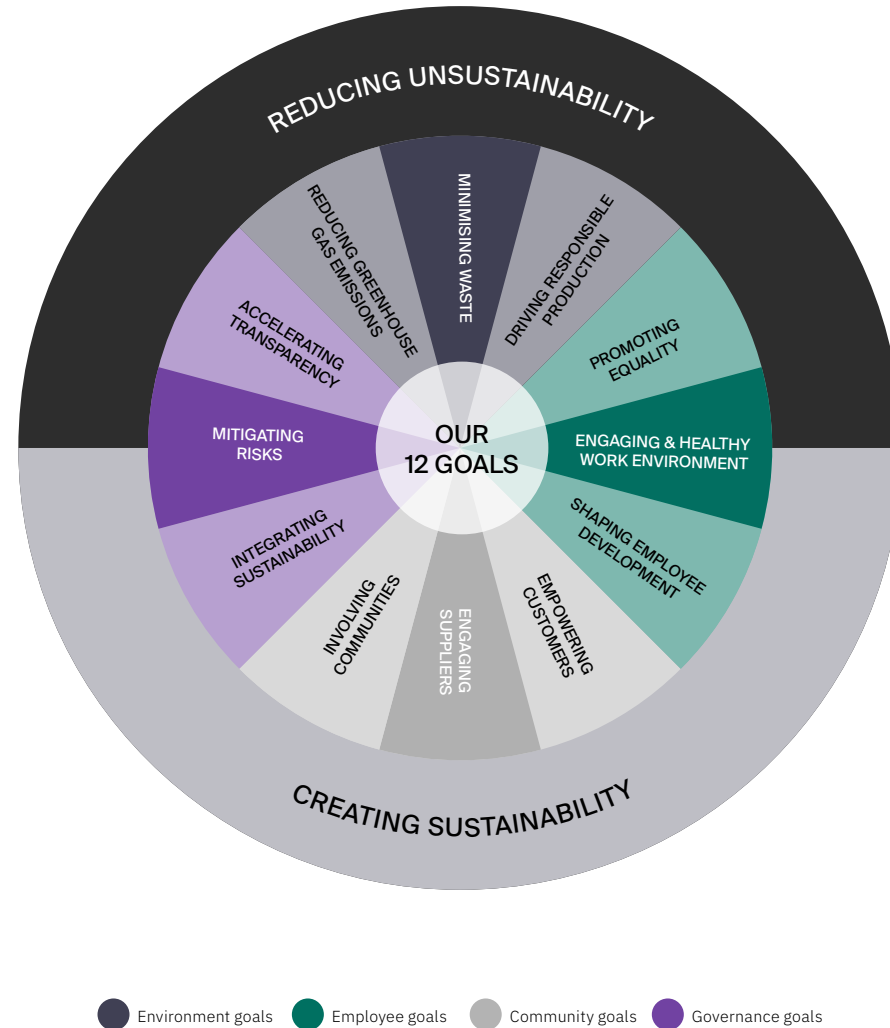 REDUCING UNSUSTAINABILITY
MINIMISING WASTE
DRIVING RESPONSIBLE
PRODUCTION
PROMOTING
EQUALITY
ENGAGING & HEALTHY
WORK ENVIRONMENT
SHAPING EMPLOYEE
DEVELOPMENT
EMPOWERING
CUSTOMERS
ENGAGING
SUPPLIERS
INVOLVING
COMMUNITIES
INTEGRATING
SUSTAINABILITY
MITIGATING
RISKS
ACCELERATING
TRANSPARENCY
REDUCING GREENHOUSE
GAS EMISSIONS
OUR
12 GOALS
CREATING SUSTAINABILITY
Environment goals
Employee goals
Community goals
Governance goals